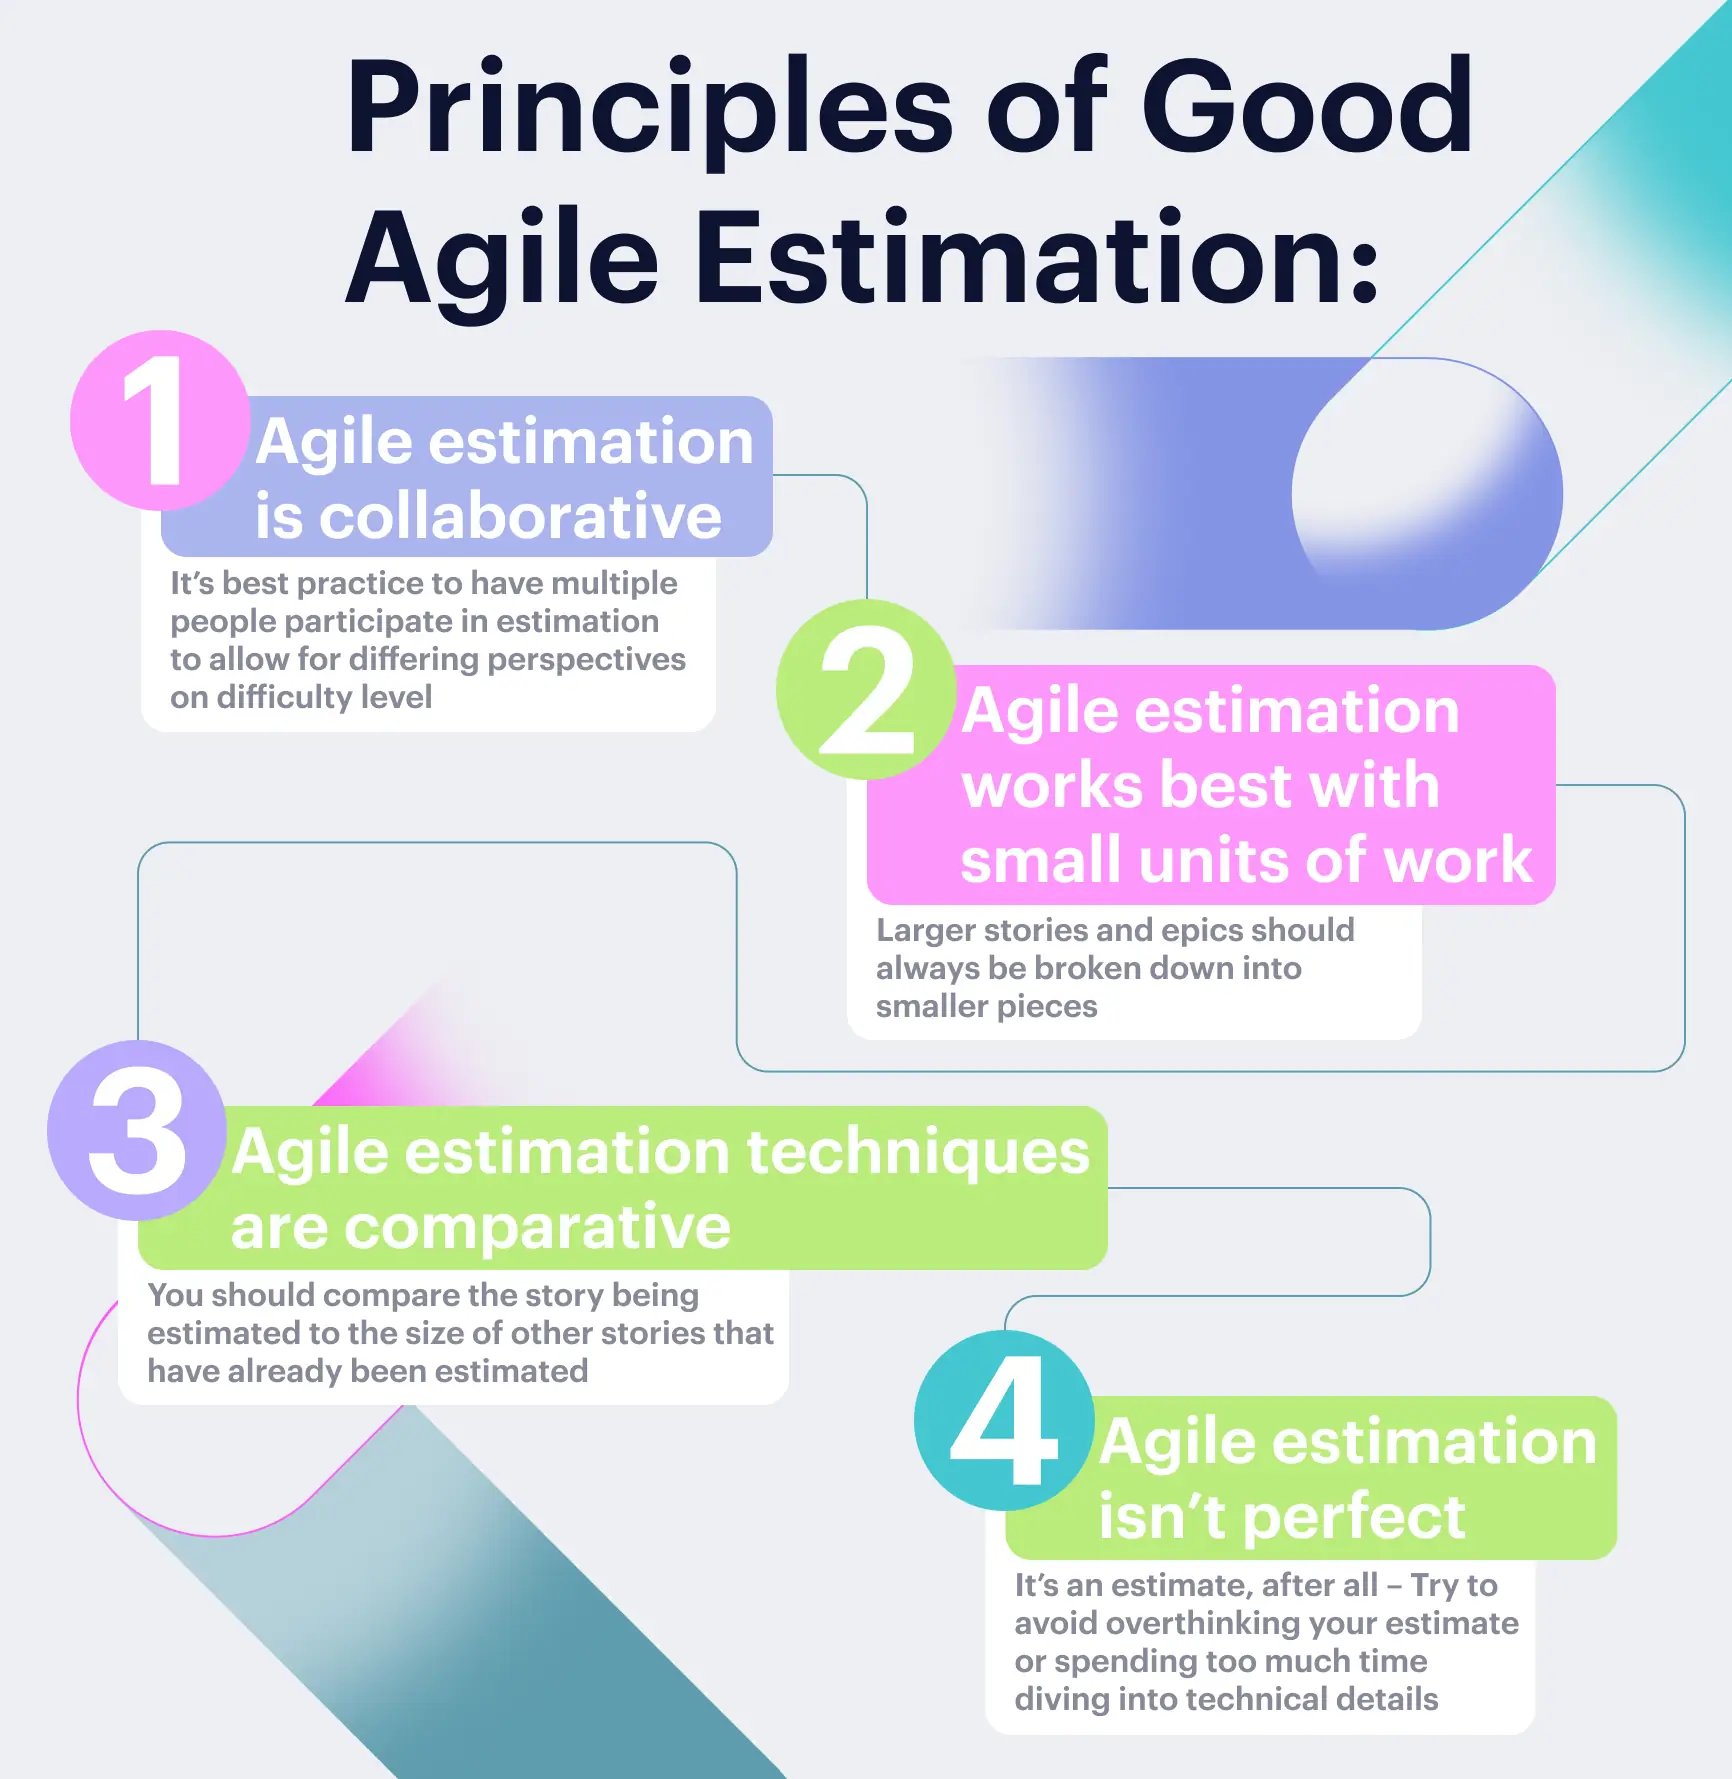 Principles of Good
Agile Estimation:
1
Agile estimation
is collaborative
It’s best practice to have multiple
people participate in estimation
to allow for differing perspectives
on difficulty level
2
Agile estimation
works best with
small units of work
Larger stories and epics should
always be broken down into
smaller pieces
3
Agile estimation techniques
are comparative
You should compare the story being
estimated to the size of other stories that
have already been estimated
4
Agile estimation
isn’t perfect
It’s an estimate, after all – Try to
avoid overthinking your estimate
or spending too much time
diving into technical details